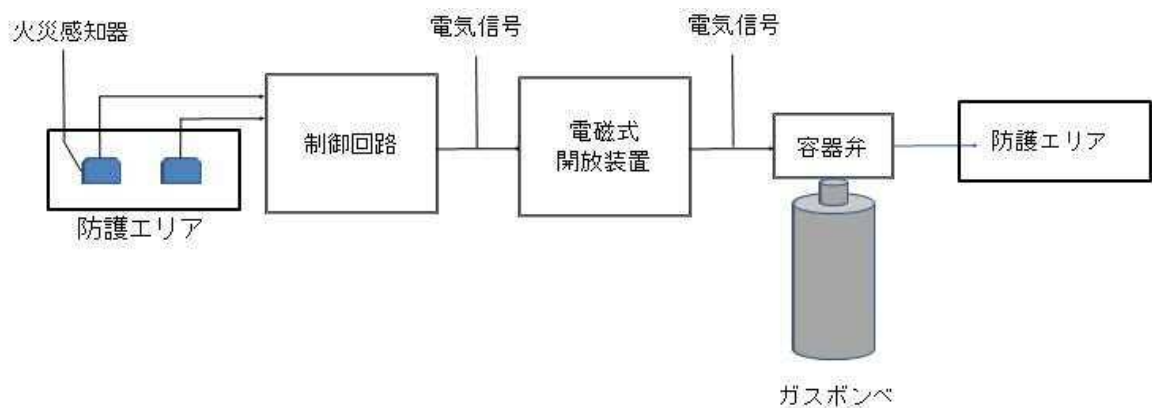 火災感知器
電気信号
電気信号
制御回路
電磁式
開放装置
容器弁
防護エリア
防護エリア
ガスボンベ